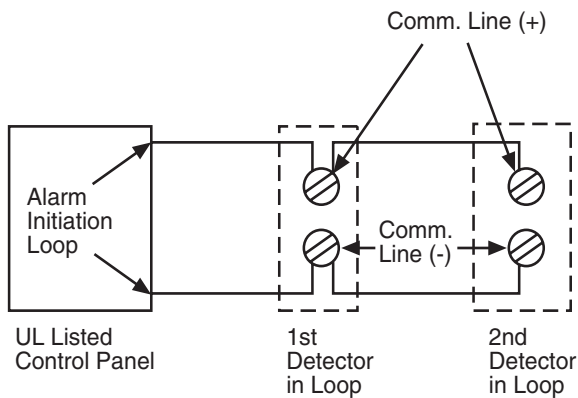 Comm. Line (+)
Alarm
Initiation
Loop
Comm.
Line (-)
UL Listed
Control Panel
1st
Detector
in Loop
2nd
Detector
in Loop